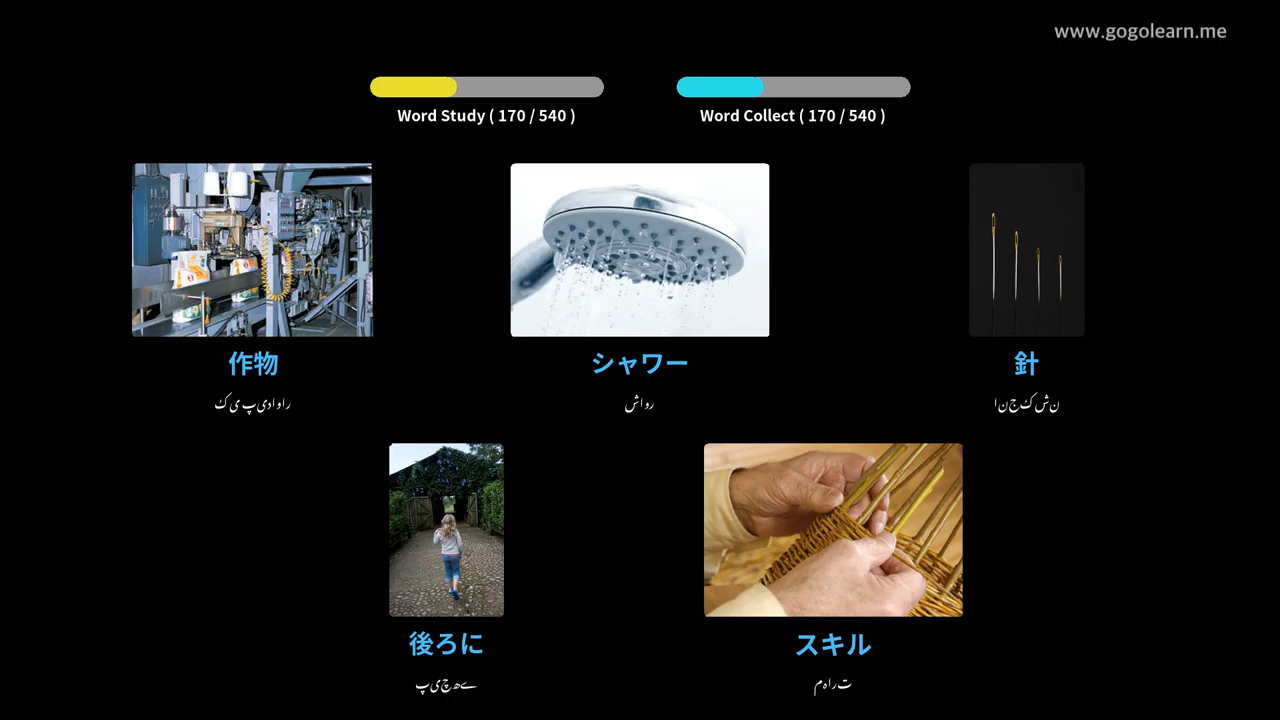 www.gogolearn.me
Word Study ( 170 / 540 )
Word Collect ( 170 / 540 )
作物
シャワー
針
کی پیداوار
شاور
انجکشن
後ろに
スキル
پیچھے
مہارت